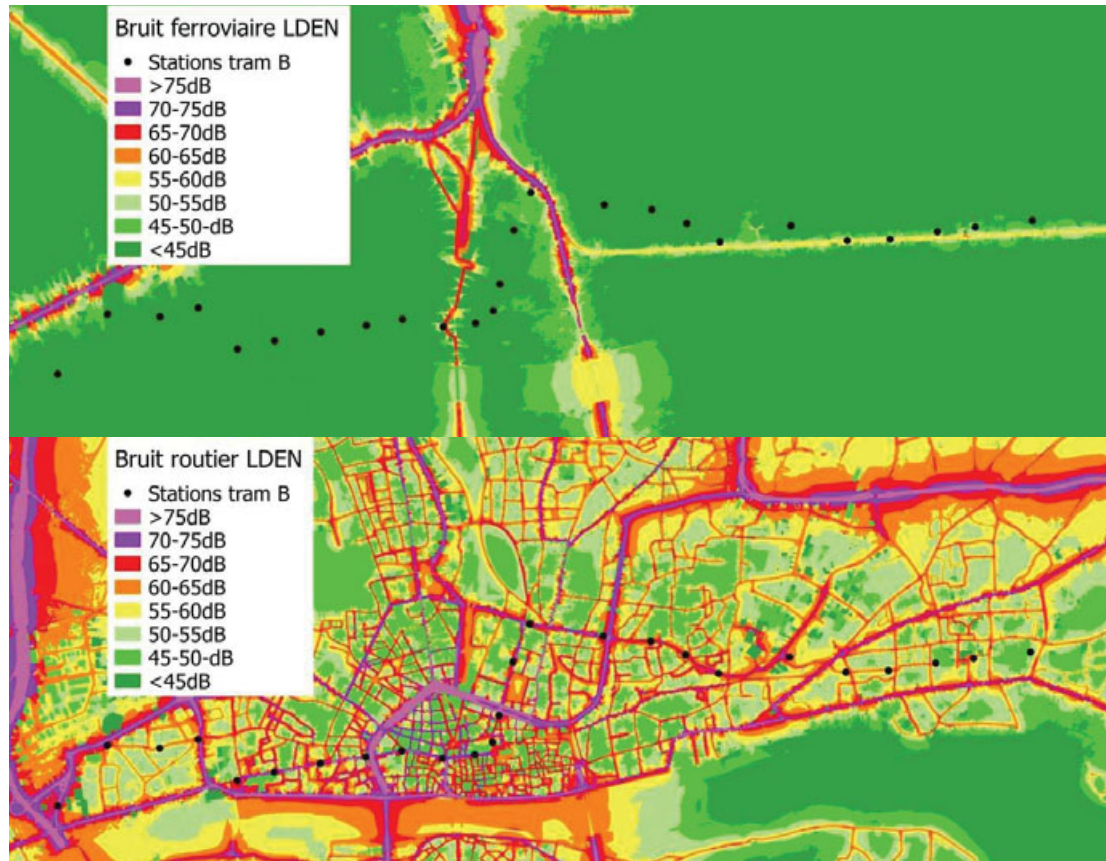 Bruit ferroviaire LDEN
Stations tram B
>75dB
70-75dB
65-70dB
60-65dB
55-60dB
50-55dB
45-50-dB
<45dB
Bruit routier LDEN
Stations tram B
>75dB
70-75dB
65-70dB
60-65dB
55-60dB
50-55dB
45-50-dB
<45dB